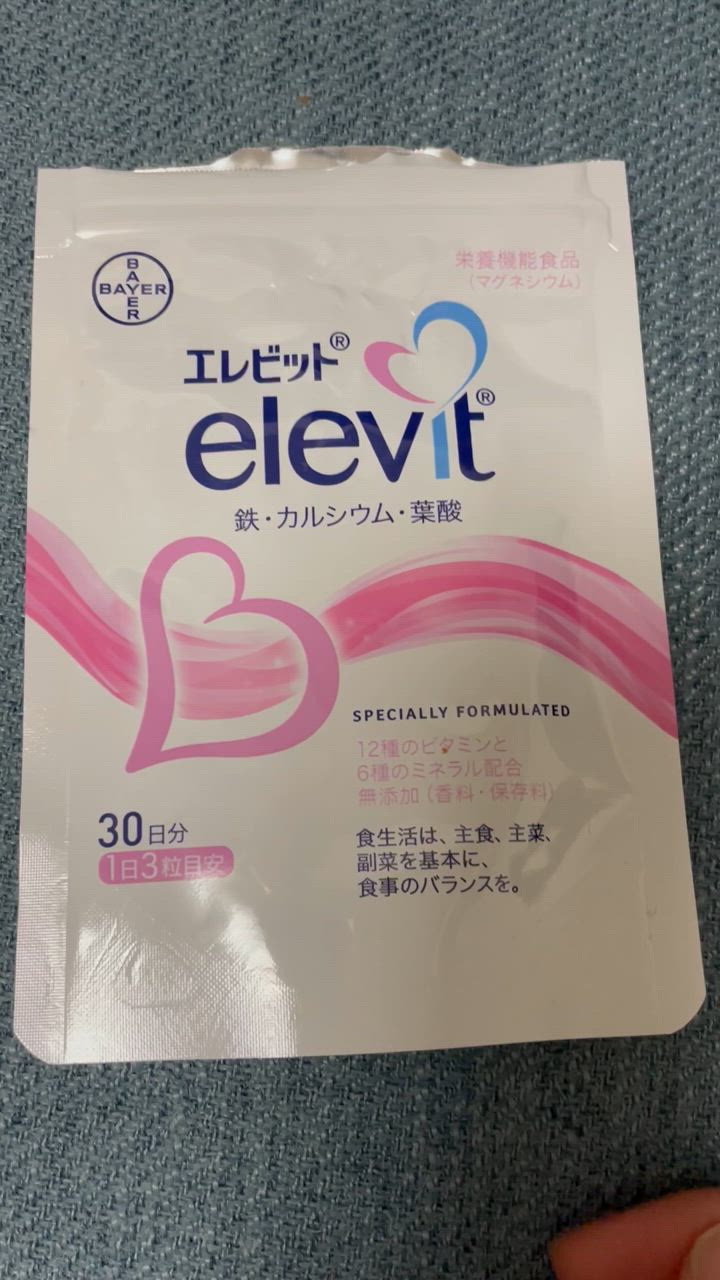 BAYER
BAYER
栄養機能食品
(マグネシウム)
エレビット®
elevit®
鉄・カルシウム・葉酸
SPECIALLY FORMULATED
12種のビタミンと
6種のミネラル配合
無添加(香料・保存料)
30日分
1日3粒目安
食生活は、主食、主菜、
副菜を基本に、
食事のバランスを。